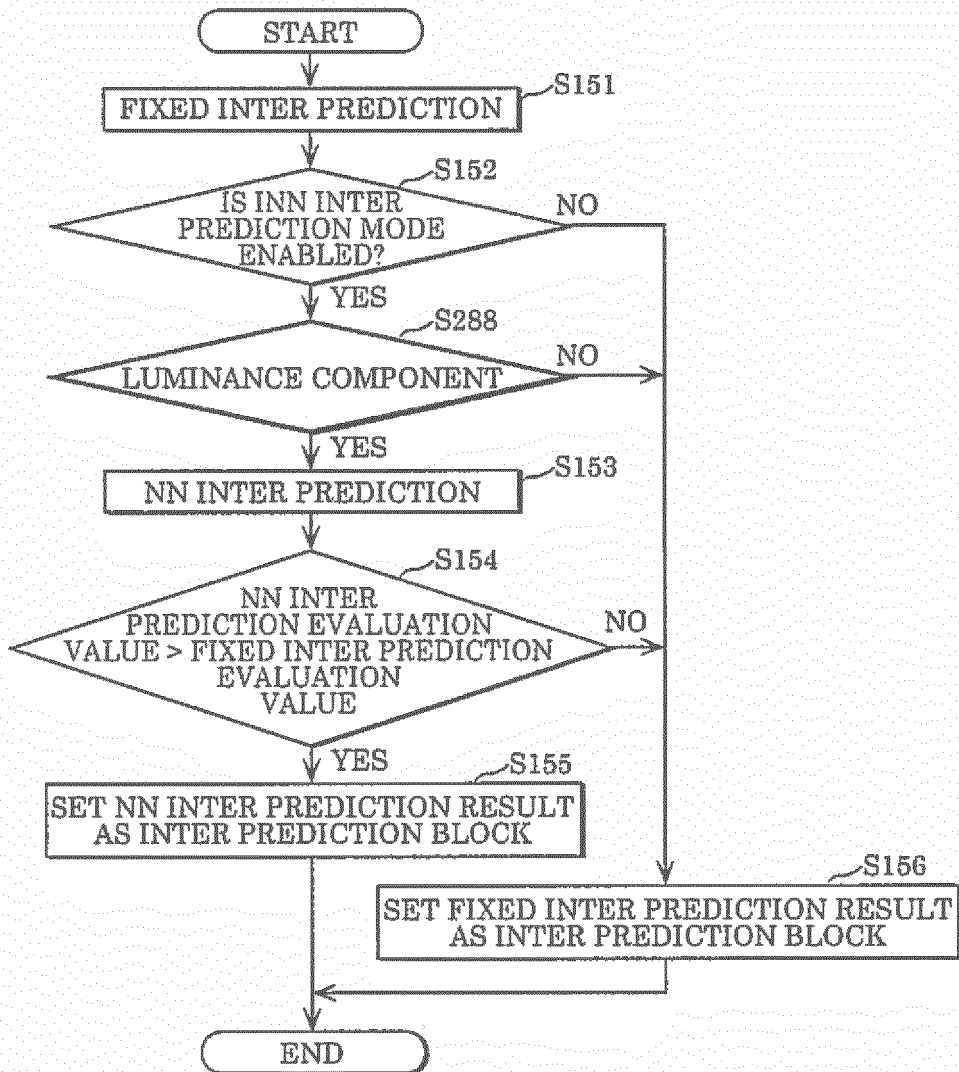 START
S151
FIXED INTER PREDICTION
S152
IS INN INTER
PREDICTION MODE
ENABLED?
NO
YES
S288
LUMINANCE COMPONENT
NO
YES
S153
NN INTER PREDICTION
S154
NN INTER
PREDICTION EVALUATION
VALUE > FIXED INTER PREDICTION
EVALUATION
VALUE
NO
YES
S155
SET NN INTER PREDICTION RESULT
AS INTER PREDICTION BLOCK
S156
SET FIXED INTER PREDICTION RESULT
AS INTER PREDICTION BLOCK
END